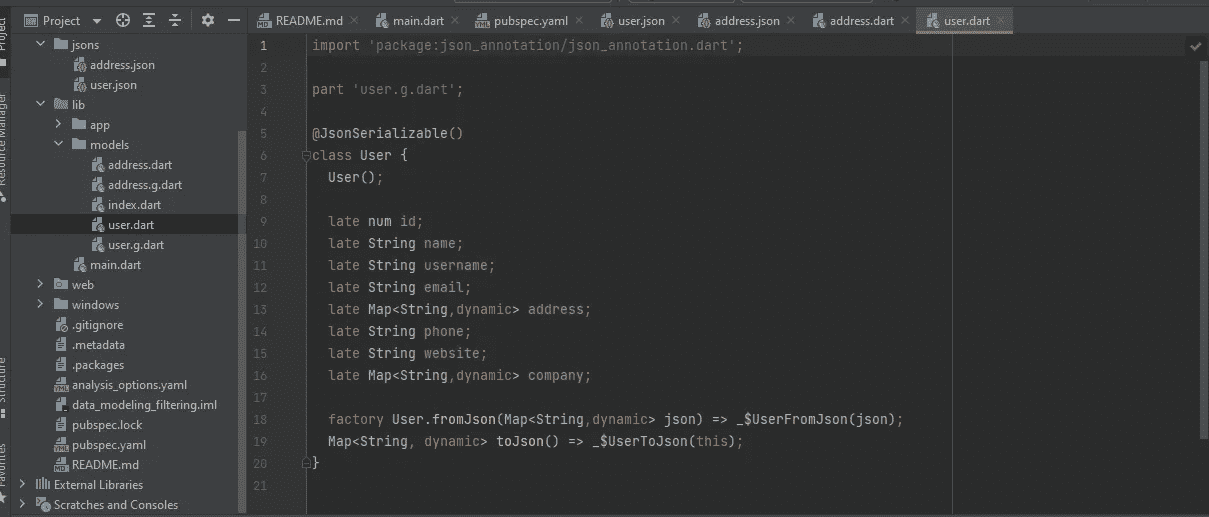 Project
README.md
main.dart
pubspec.yaml
user.json
address.json
address.dart
user.dart
Project
Resource Manager
Structure
Favorites
jsons
address.json
user.json
lib
app
models
address.dart
address.g.dart
index.dart
user.dart
user.g.dart
main.dart
web
windows
.gitignore
.metadata
.packages
analysis_options.yaml
data_modeling_filtering.iml
pubspec.lock
pubspec.yaml
README.md
External Libraries
Scratches and Consoles
1 import 'package:json_annotation/json_annotation.dart';
2
3 part 'user.g.dart';
4
5 @JsonSerializable()
6 class User {
7 User();
8
9 late num id;
10 late String name;
11 late String username;
12 late String email;
13 late Map<String,dynamic> address;
14 late String phone;
15 late String website;
16 late Map<String,dynamic> company;
17
18 factory User.fromJson(Map<String,dynamic> json) => _$UserFromJson(json);
19 Map<String, dynamic> toJson() => _$UserToJson(this);
20 }
21